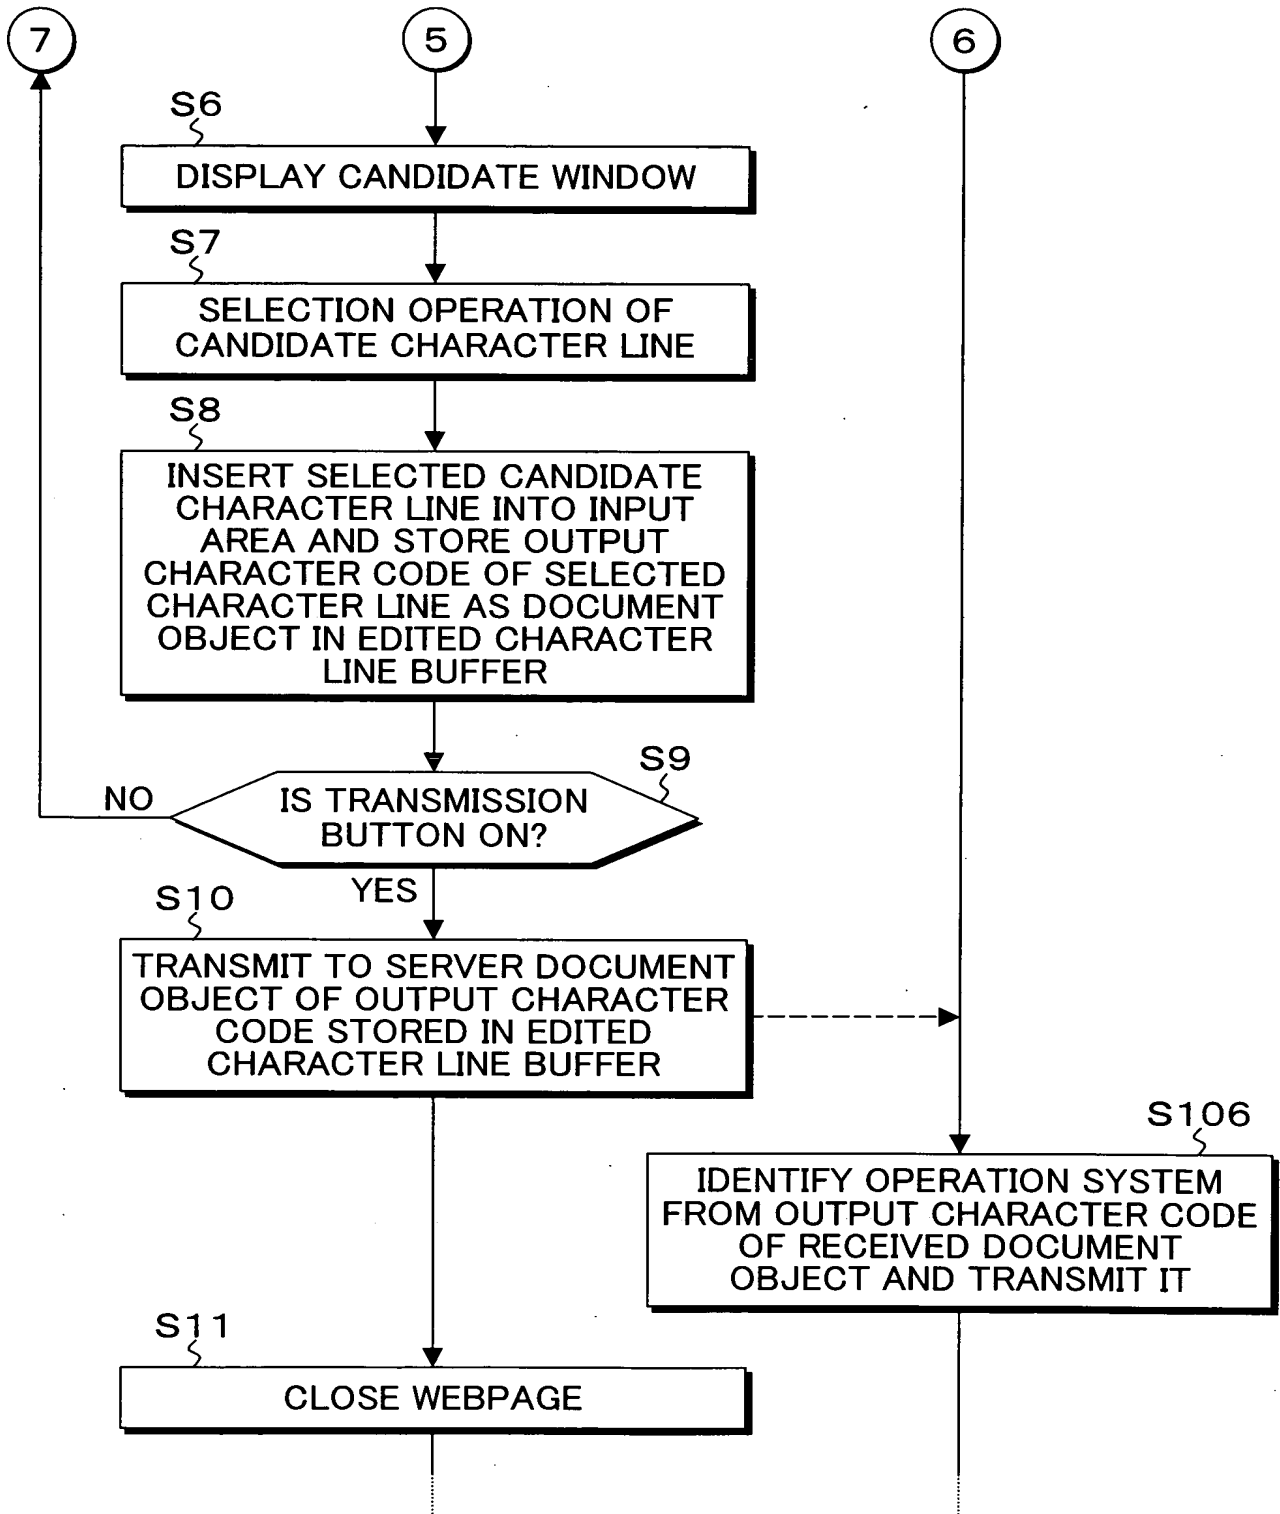 7
5
6
S6
DISPLAY CANDIDATE WINDOW
S7
SELECTION OPERATION OF
CANDIDATE CHARACTER LINE
S8
INSERT SELECTED CANDIDATE
CHARACTER LINE INTO INPUT
AREA AND STORE OUTPUT
CHARACTER CODE OF SELECTED
CHARACTER LINE AS DOCUMENT
OBJECT IN EDITED CHARACTER
LINE BUFFER
S9
NO
IS TRANSMISSION
BUTTON ON?
YES
S10
TRANSMIT TO SERVER DOCUMENT
OBJECT OF OUTPUT CHARACTER
CODE STORED IN EDITED
CHARACTER LINE BUFFER
S106
IDENTIFY OPERATION SYSTEM
FROM OUTPUT CHARACTER CODE
OF RECEIVED DOCUMENT
OBJECT AND TRANSMIT IT
S11
CLOSE WEBPAGE